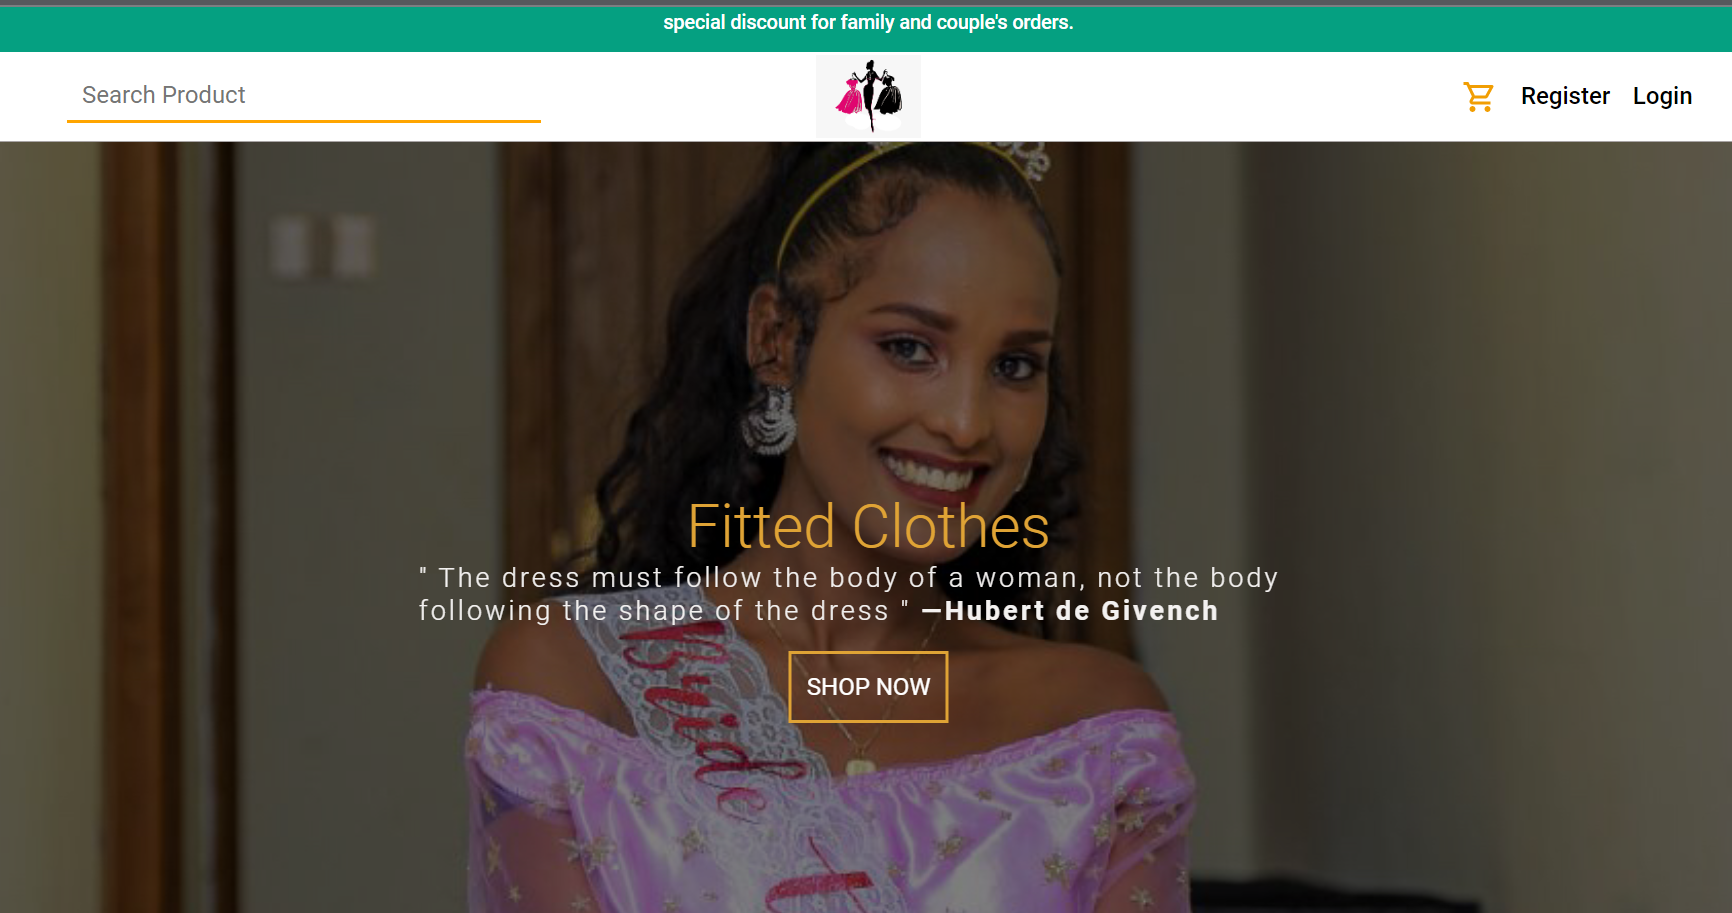 special discount for family and couple's orders.
Search Product
Register Login
Fitted Clothes
" The dress must follow the body of a woman, not the body
following the shape of the dress " —Hubert de Givench
SHOP NOW
Bride
t